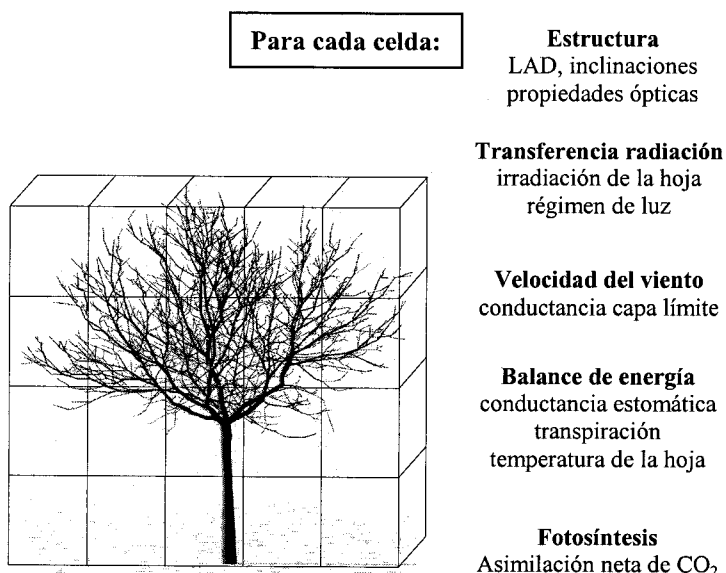 Para cada celda:
Estructura
LAD, inclinaciones
propiedades ópticas
Transferencia radiación
irradiación de la hoja
régimen de luz
Velocidad del viento
conductancia capa límite
Balance de energía
conductancia estomática
transpiración
temperatura de la hoja
Fotosíntesis
Asimilación neta de CO₂